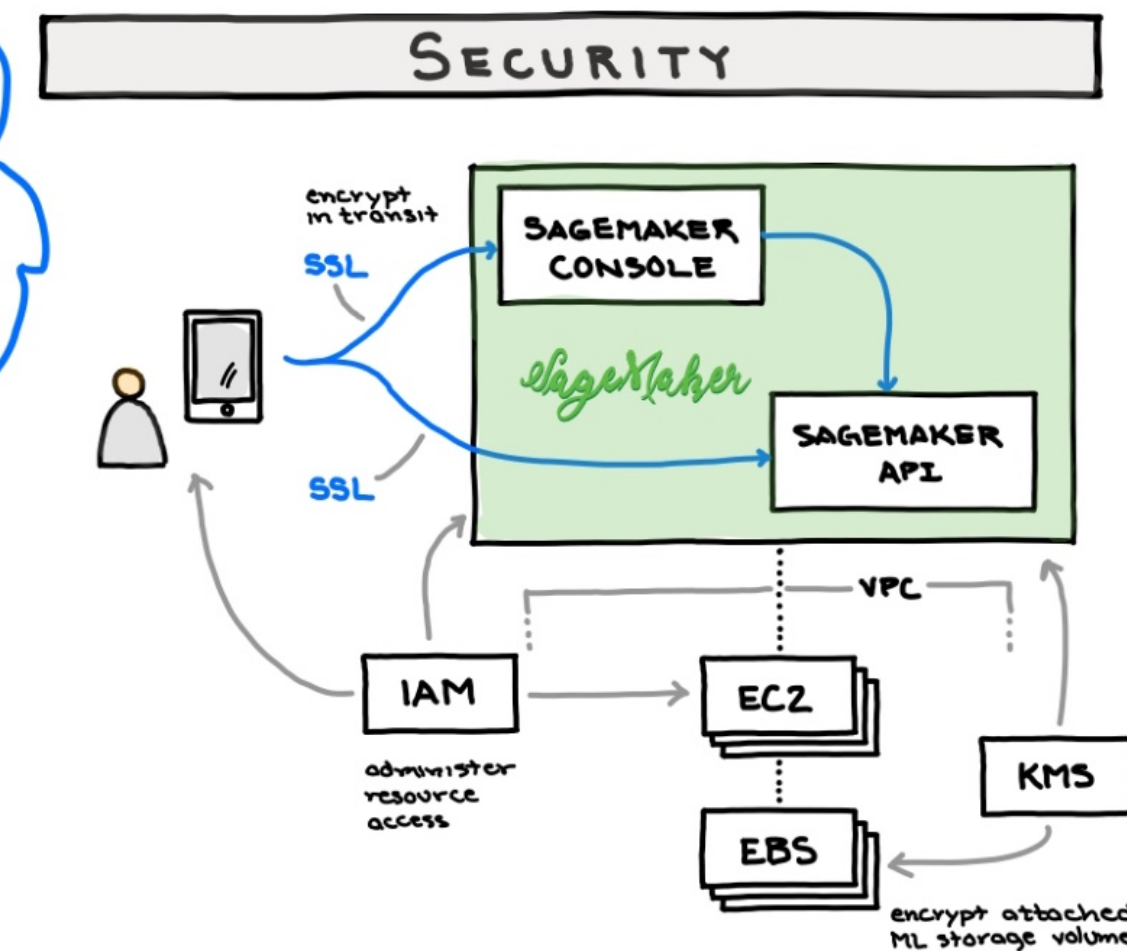 SECURITY
encrypt
in transit
SSL
SAGEMAKER
CONSOLE
SageMaker
SAGEMAKER
API
SSL
VPC
IAM
EC2
KMS
administer
resource
access
EBS
encrypt attached
ML storage volume